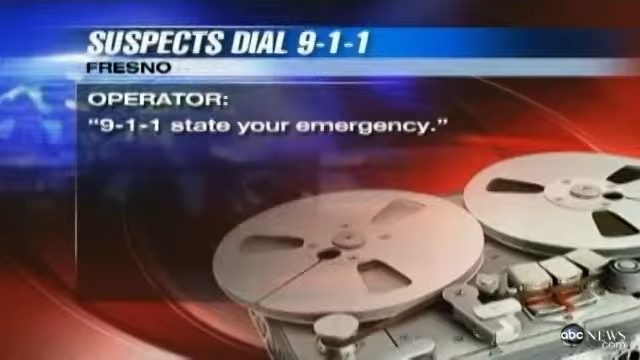 SUSPECTS DIAL 9-1-1
FRESNO
OPERATOR:
“9-1-1 state your emergency.”
abc NEWS
.com